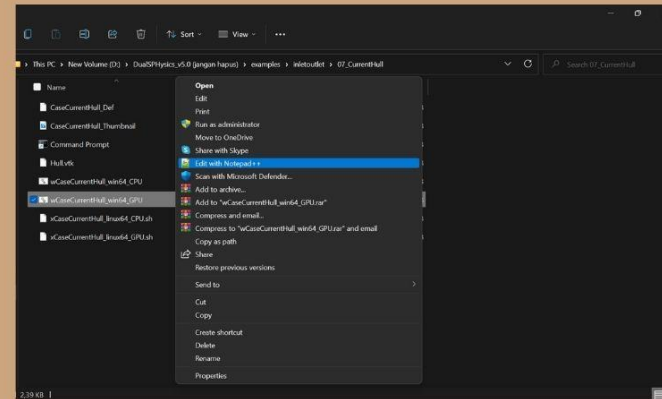 Sort
View
This PC > New Volume (D:) > DualSPHysics_v5.0 (jangan hapus) > examples > inletoutlet > 07_CurrentHull
Search 07_CurrentHull
Name
CaseCurrentHull_Def
CaseCurrentHull_Thumbnail
Command Prompt
Hull.vtk
wCaseCurrentHull_win64_CPU
wCaseCurrentHull_win64_GPU
xCaseCurrentHull_linux64_CPU.sh
xCaseCurrentHull_linux64_GPU.sh
Open
Edit
Print
Run as administrator
Move to OneDrive
Share with Skype
Edit with Notepad++
Scan with Microsoft Defender...
Add to archive...
Add to "wCaseCurrentHull_win64_GPU.rar"
Compress and email...
Compress to "wCaseCurrentHull_win64_GPU.rar" and email
Copy as path
Share
Restore previous versions
Send to
Cut
Copy
Create shortcut
Delete
Rename
Properties
2,39 KB